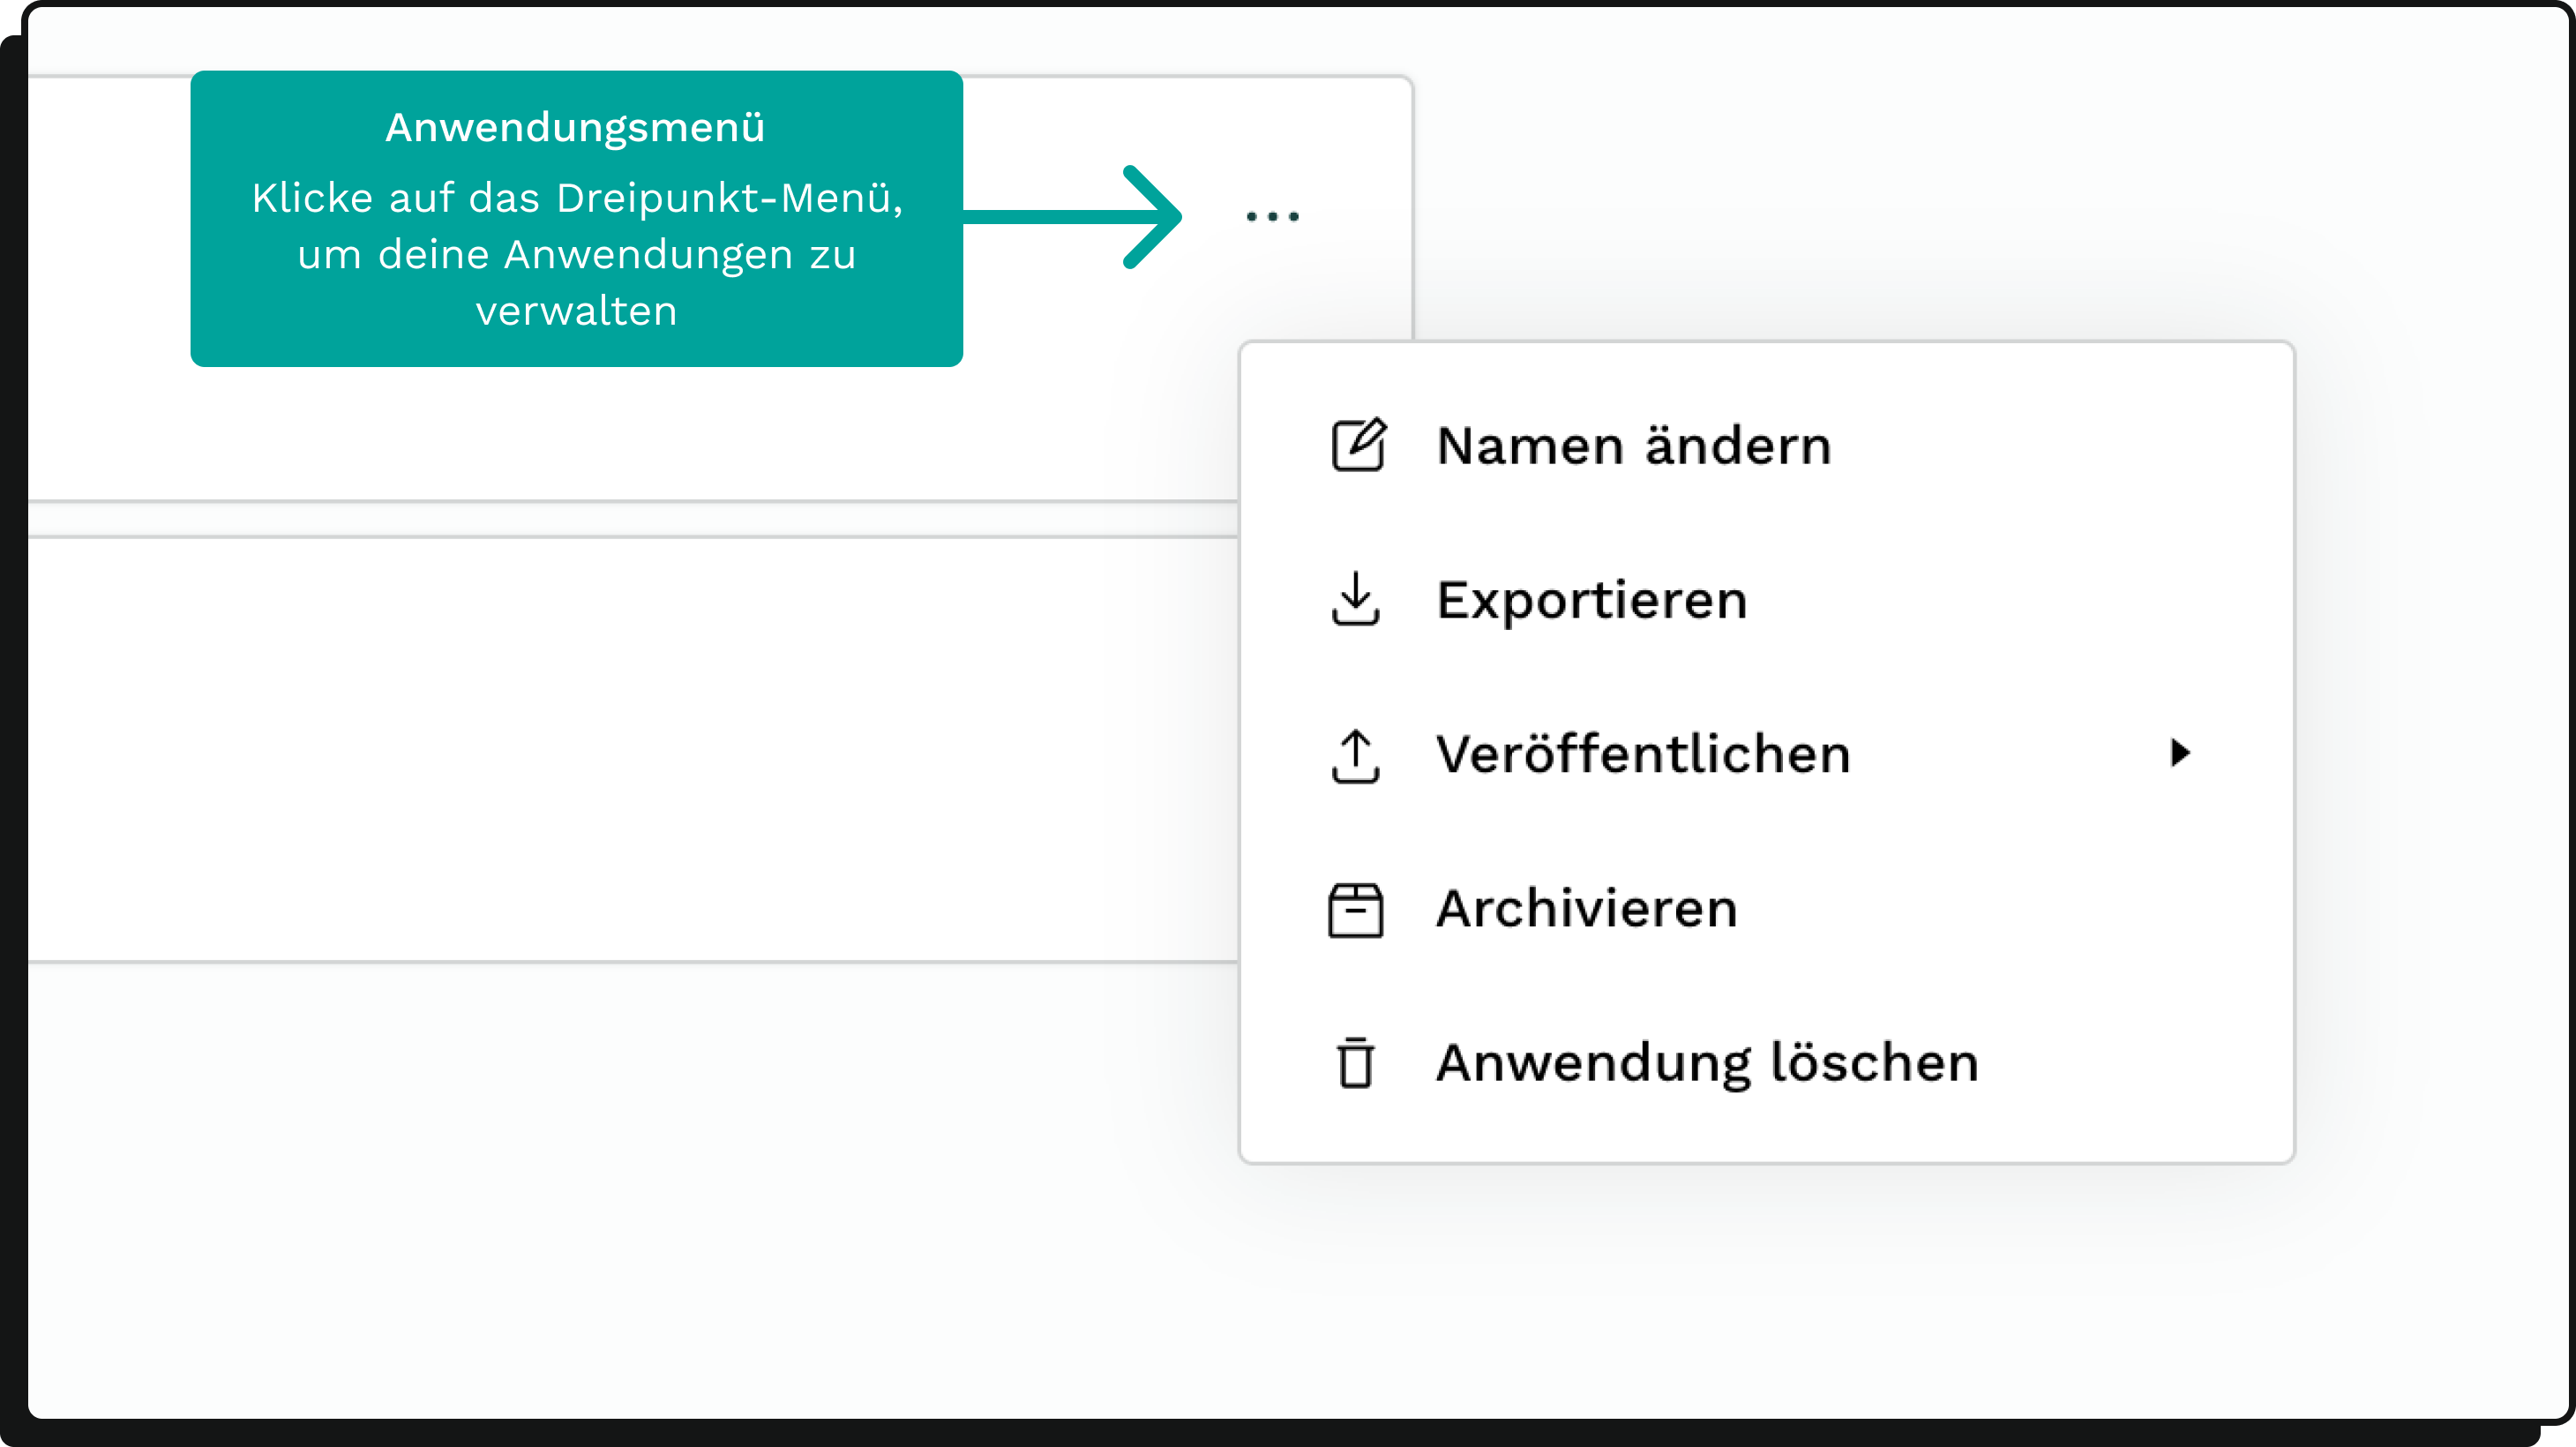 Anwendungsmenü
Klicke auf das Dreipunkt-Menü,
um deine Anwendungen zu
verwalten
Namen ändern
Exportieren
Veröffentlichen
Archivieren
Anwendung löschen